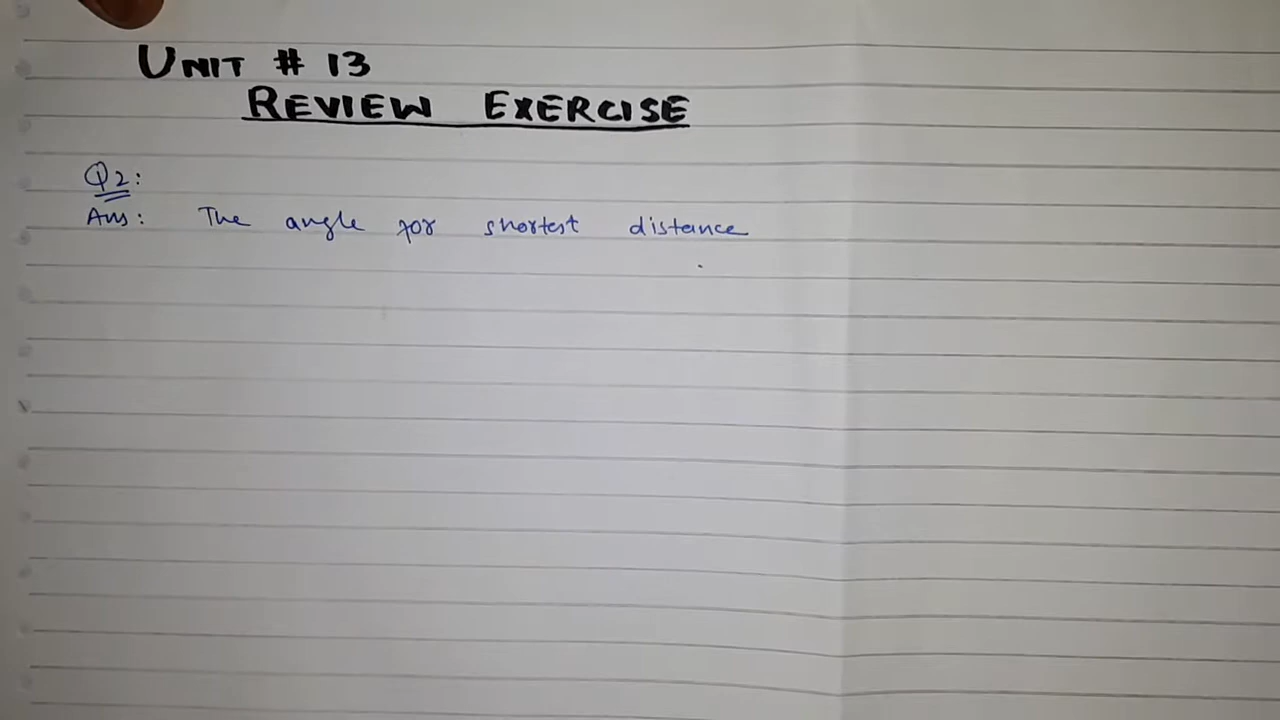 UNIT # 13
REVIEW EXERCISE
Q2:
Ans: The angle for shortest distance